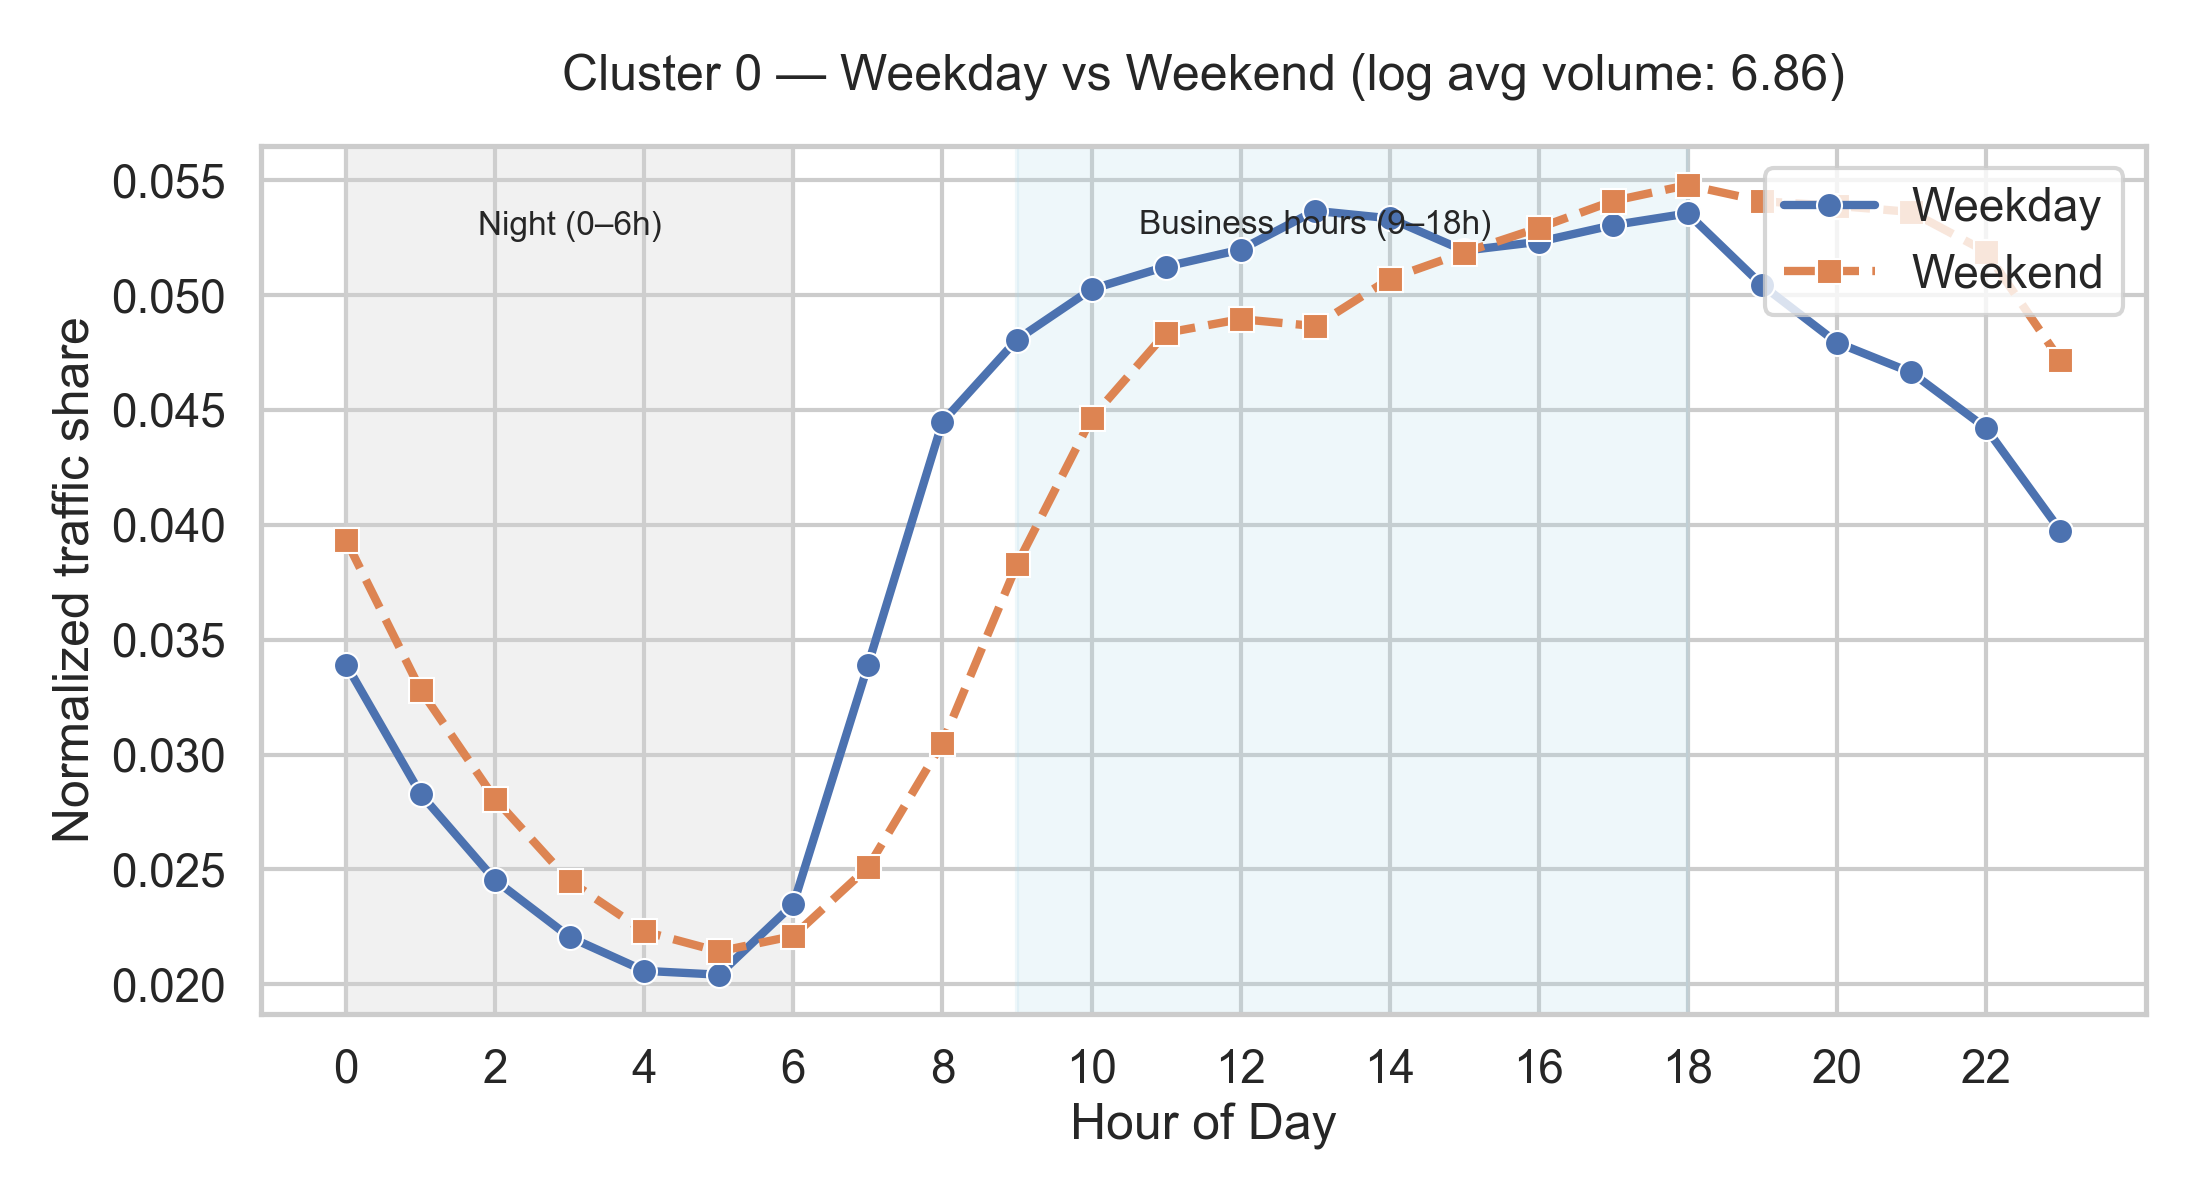 Cluster 0 — Weekday vs Weekend (log avg volume: 6.86)
Normalized traffic share
0.055
0.050
0.045
0.040
0.035
0.030
0.025
0.020
Night (0–6h)
Business hours (9–18h)
Weekday
Weekend
0 2 4 6 8 10 12 14 16 18 20 22
Hour of Day